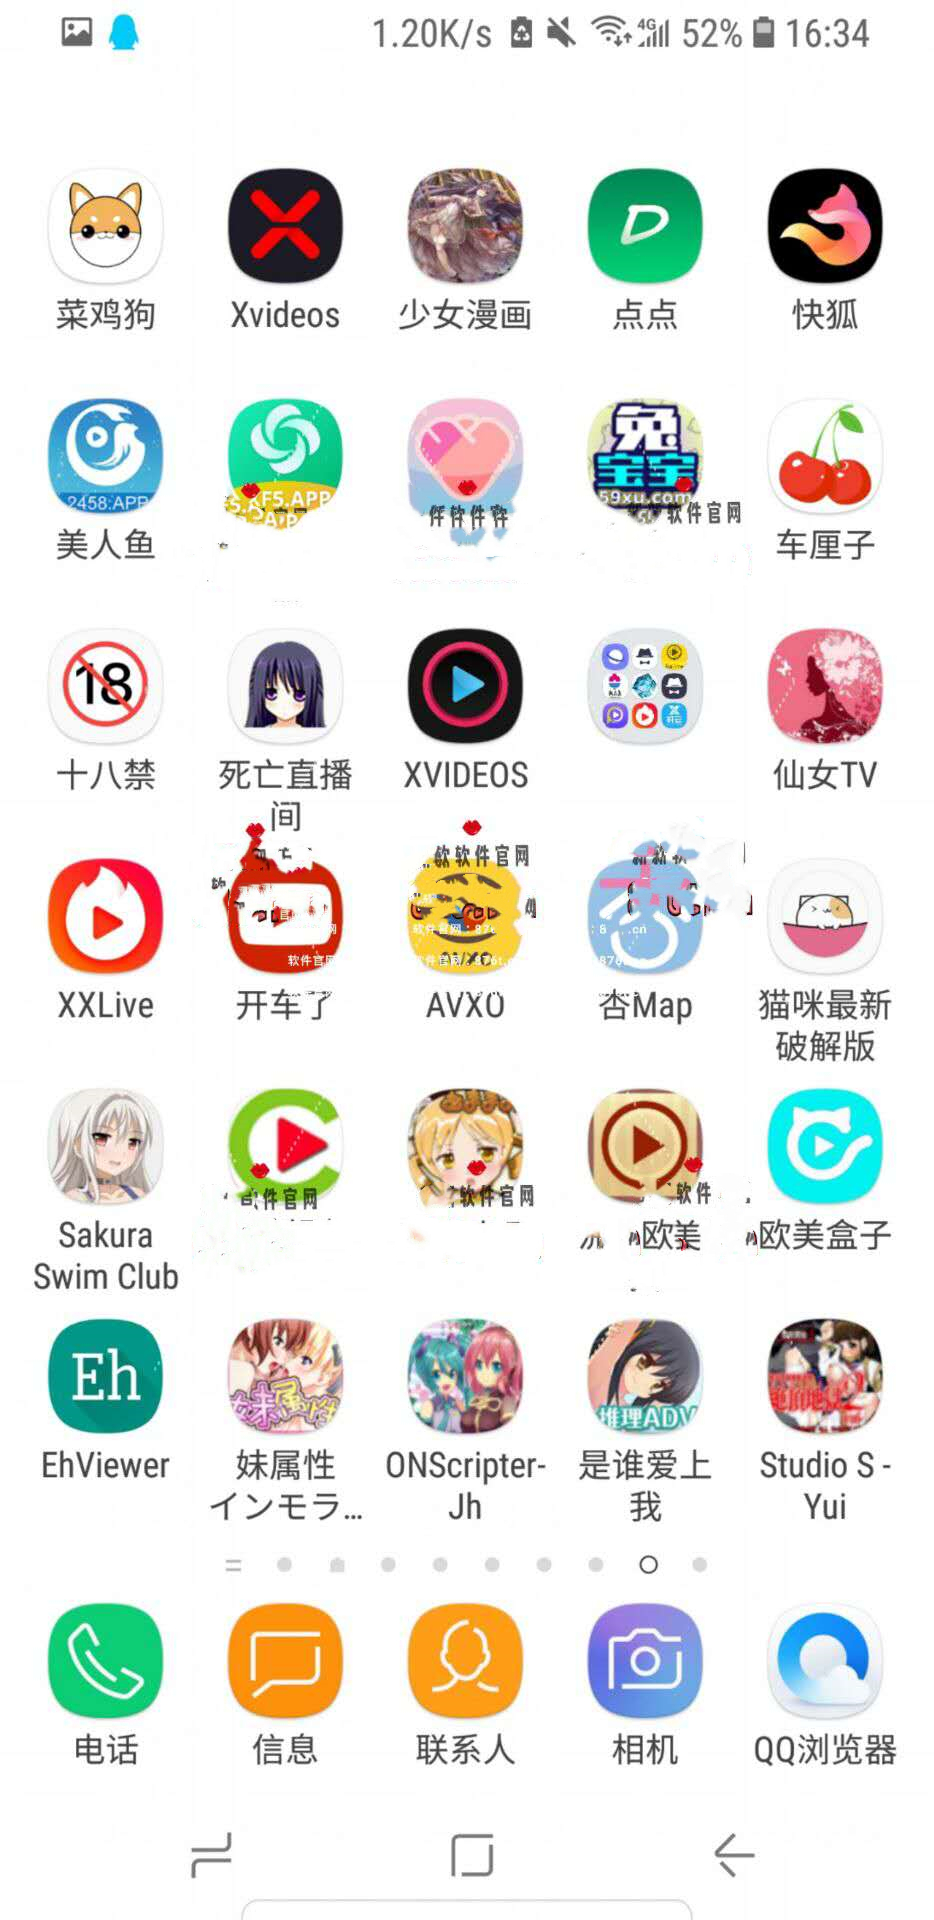 1.20K/s 4G 52% 16:34
菜鸡狗 Xvideos 少女漫画 点点 快狐
D
2458.APP
5.XF5.APP
兔
宝宝
59xu.com
软件官网
美人鱼 车厘子
18
十八禁 死亡直播间 XVIDEOS 仙女TV
软件官网
软件官网
XXLive 开车了 AVXO 杏Map 猫咪最新破解版
件官网 软件官网 软件
Sakura Swim Club 欧美 欧美盒子
Eh
妹属性
推理ADV
EhViewer 妹属性 インモラ... ONScripter-Jh 是谁爱上我 Studio S - Yui
电话 信息 联系人 相机 QQ浏览器